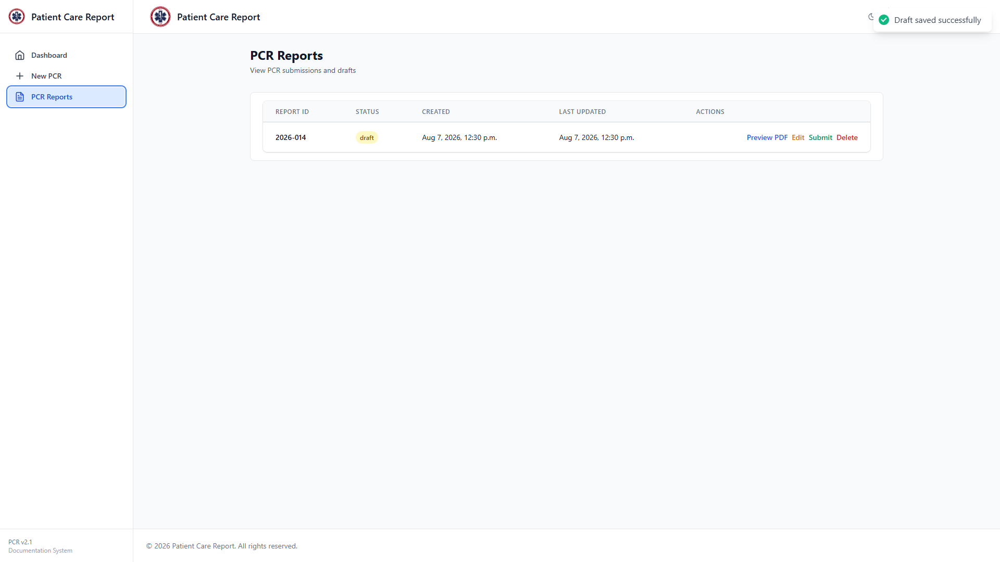 Patient Care Report
Patient Care Report
Draft saved successfully
Dashboard
New PCR
PCR Reports
PCR Reports
View PCR submissions and drafts
REPORT ID STATUS CREATED LAST UPDATED ACTIONS
2026-014 draft Aug 7, 2026, 12:30 p.m. Aug 7, 2026, 12:30 p.m. Preview PDF Edit Submit Delete
PCR v2.1
Documentation System
© 2026 Patient Care Report. All rights reserved.